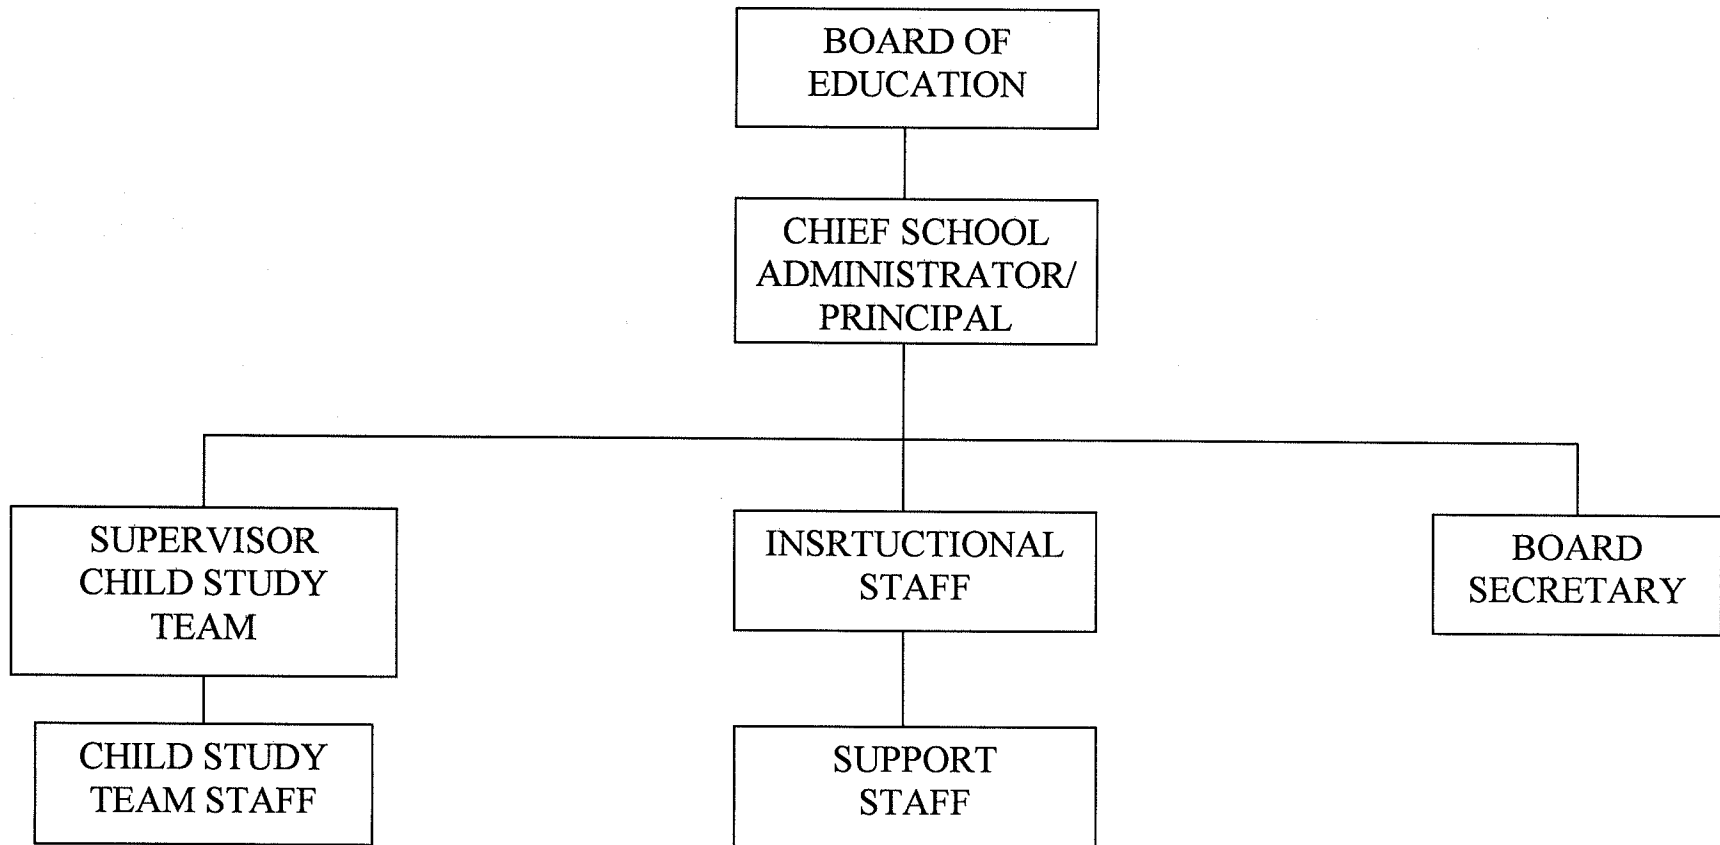 BOARD OF
EDUCATION
CHIEF SCHOOL
ADMINISTRATOR/
PRINCIPAL
SUPERVISOR
CHILD STUDY
TEAM
INSRTUCTIONAL
STAFF
BOARD
SECRETARY
CHILD STUDY
TEAM STAFF
SUPPORT
STAFF